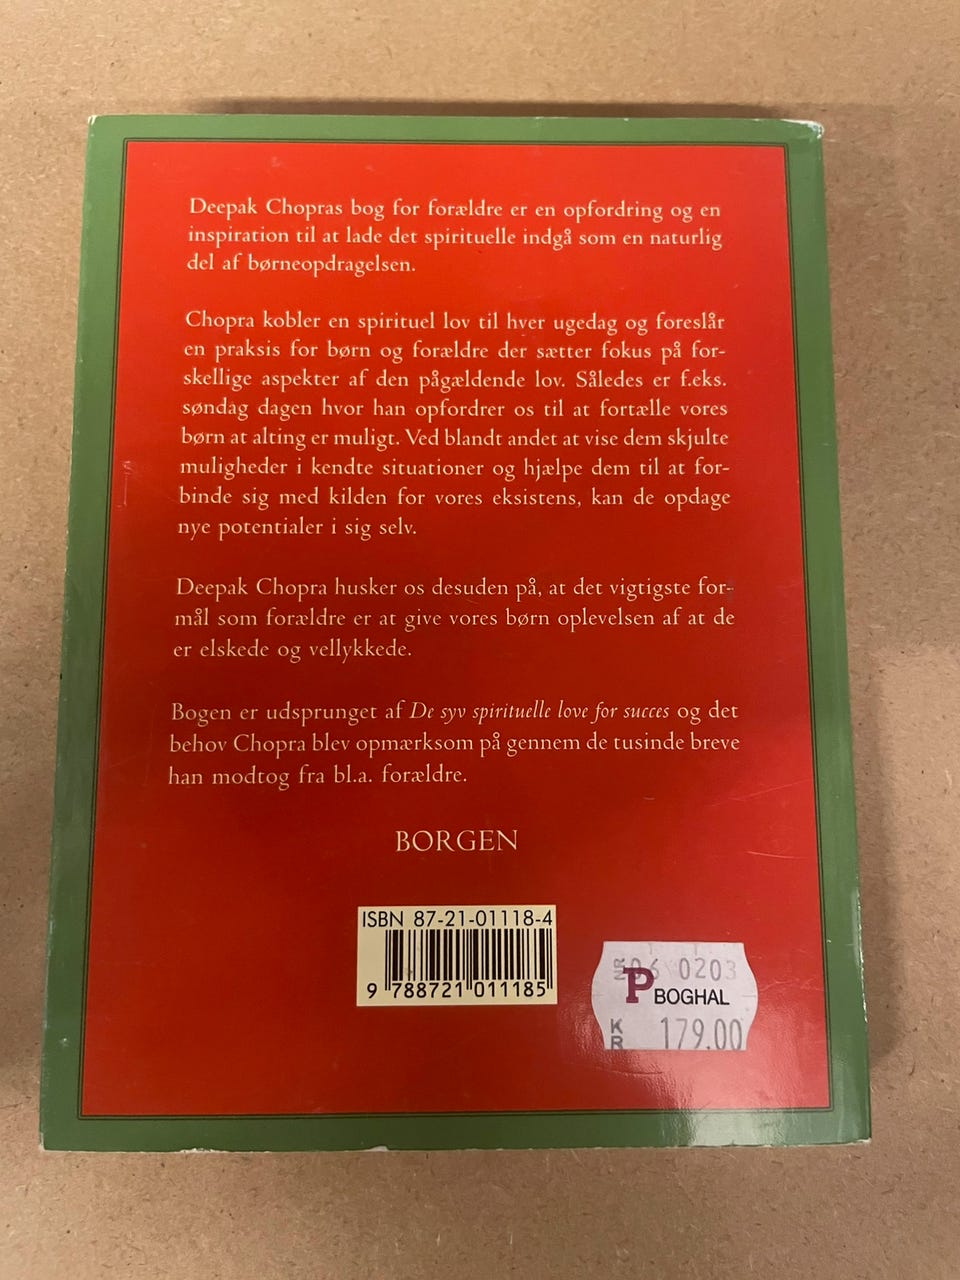 Deepak Chopras bog for forældre er en opfordring og en
inspiration til at lade det spirituelle indgå som en naturlig
del af børneopdragelsen.
Chopra kobler en spirituel lov til hver ugedag og foreslår
en praksis for børn og forældre der sætter fokus på for-
skellige aspekter af den pågældende lov. Således er f.eks.
søndag dagen hvor han opfordrer os til at fortælle vores
børn at alting er muligt. Ved blandt andet at vise dem skjulte
muligheder i kendte situationer og hjælpe dem til at for-
binde sig med kilden for vores eksistens, kan de opdage
nye potentialer i sig selv.
Deepak Chopra husker os desuden på, at det vigtigste for-
mål som forældre er at give vores børn oplevelsen af at de
er elskede og vellykkede.
Bogen er udsprunget af De syv spirituelle love for succes og det
behov Chopra blev opmærksom på gennem de tusinde breve
han modtog fra bl.a. forældre.
BORGEN
ISBN 87-21-01118-4
9 788721 011185
NR 06 0203
P BOGHAL
KR 179.00